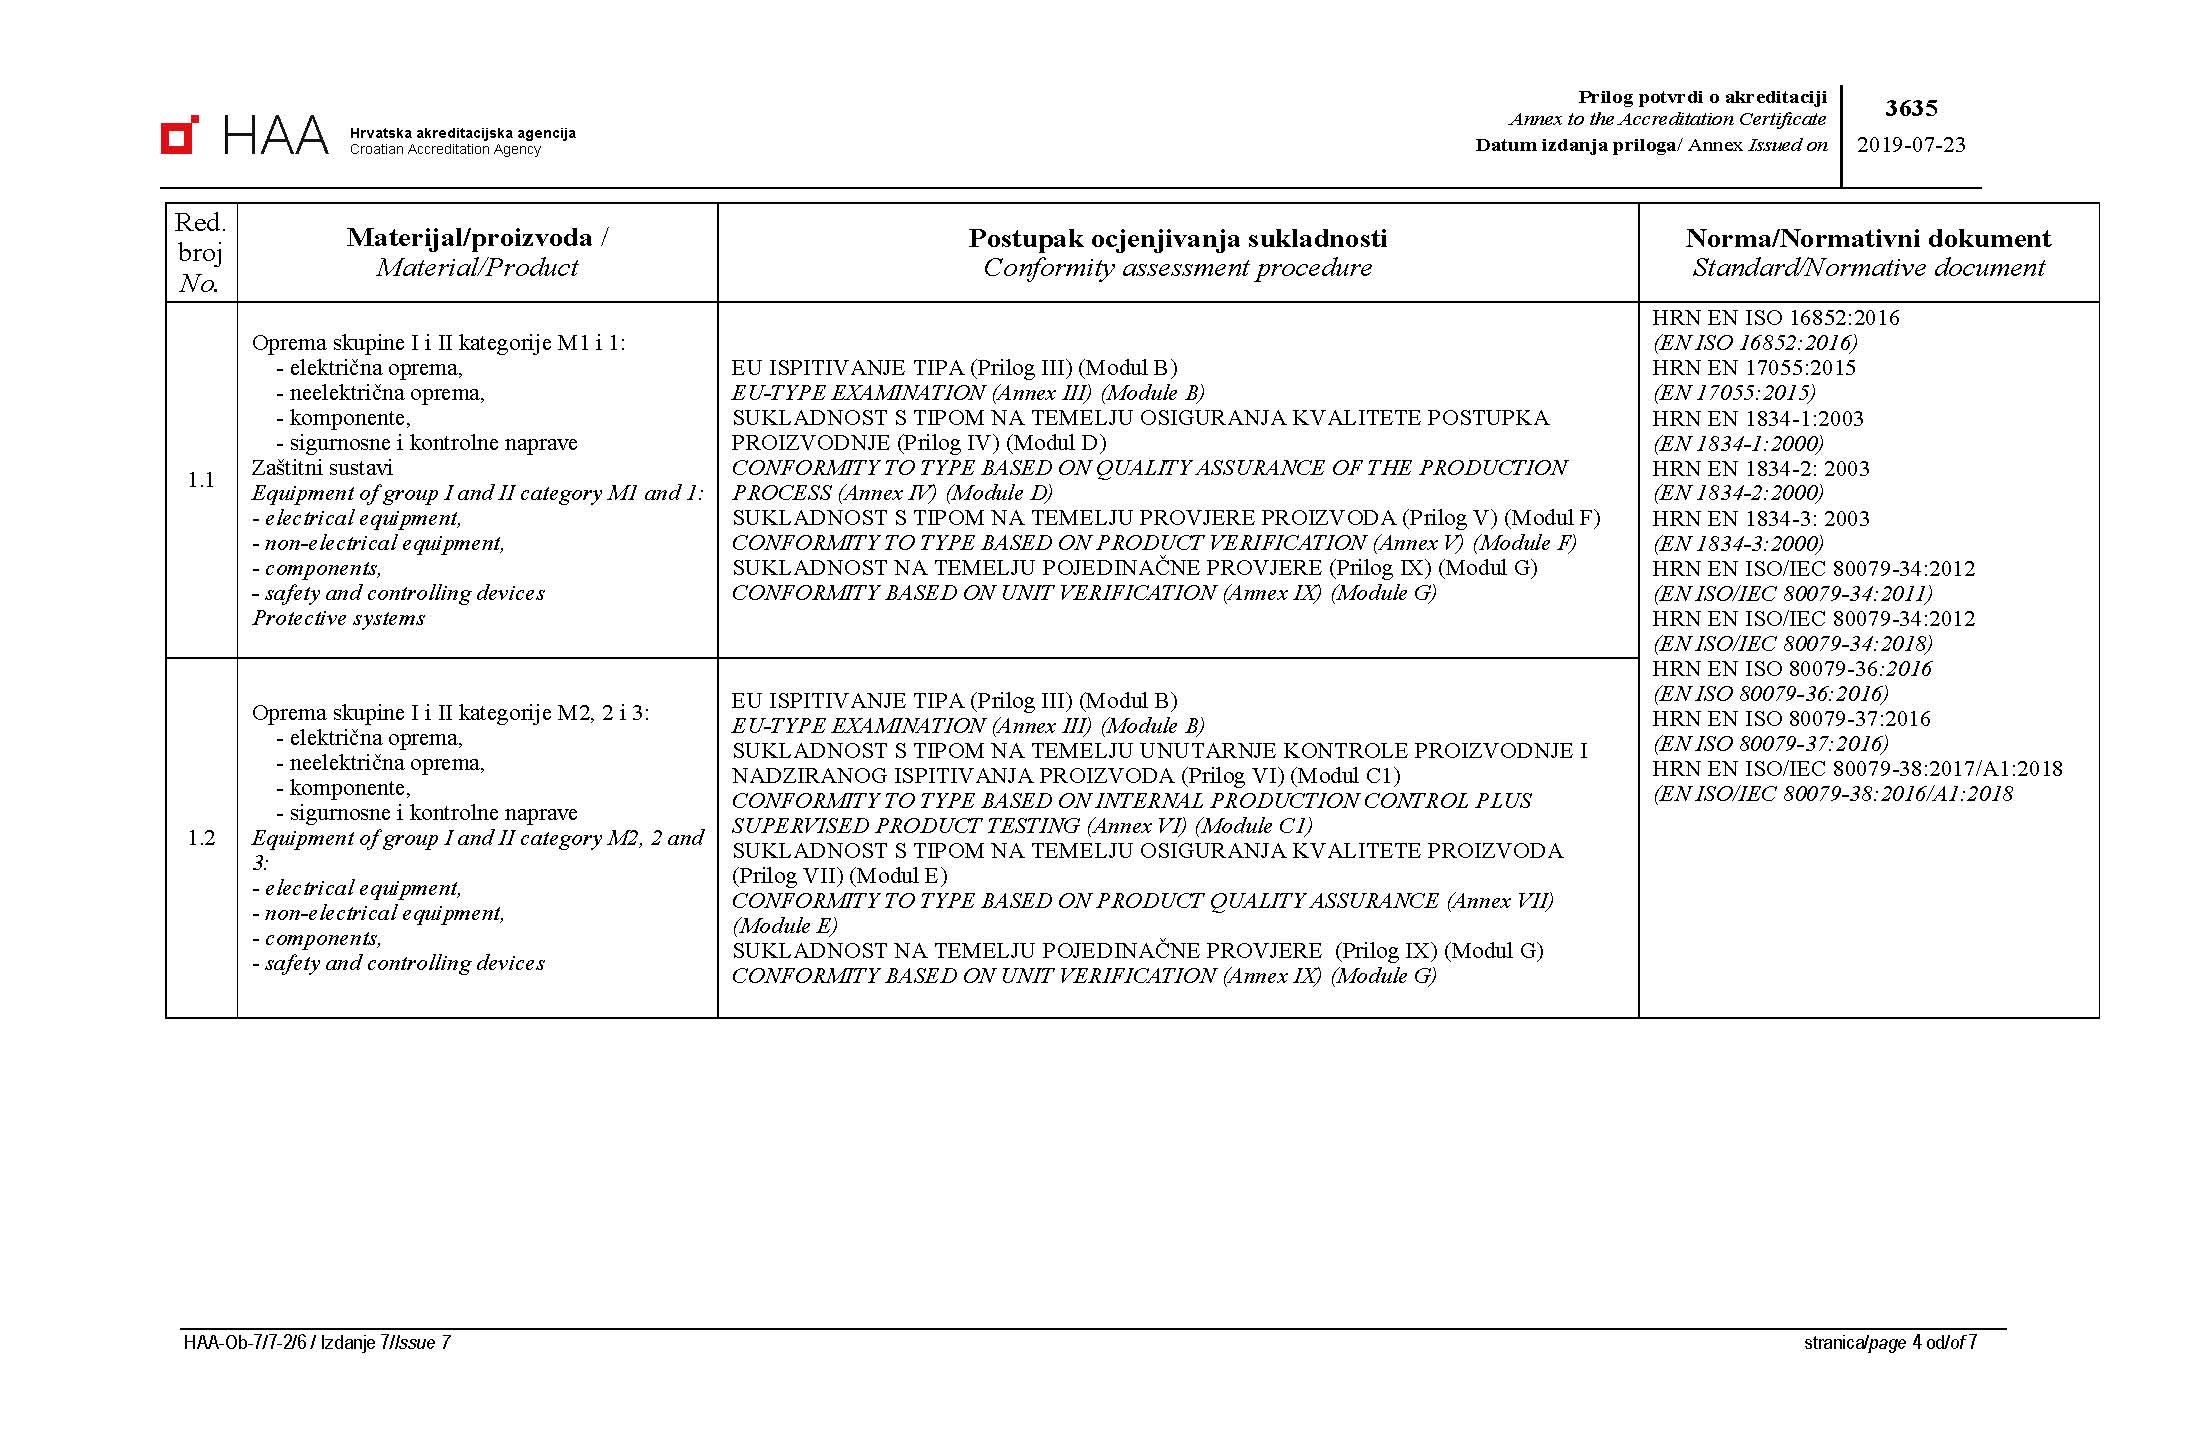 HAA
Hrvatska akreditacijska agencija
Croatian Accreditation Agency
Prilog potvrdi o akreditaciji
Annex to the Accreditation Certificate
Datum izdanja priloga/ Annex Issued on
3635
2019-07-23
Red.
broj
No.
Materijal/proizvoda /
Material/Product
Postupak ocjenjivanja sukladnosti
Conformity assessment procedure
Norma/Normativni dokument
Standard/Normative document
1.1
Oprema skupine I i II kategorije M1 i 1:
- električna oprema,
- neelektrična oprema,
- komponente,
- sigurnosne i kontrolne naprave
Zaštitni sustavi
Equipment of group I and II category M1 and 1:
- electrical equipment,
- non-electrical equipment,
- components,
- safety and controlling devices
Protective systems
EU ISPITIVANJE TIPA (Prilog III) (Modul B)
EU-TYPE EXAMINATION (Annex III) (Module B)
SUKLADNOST S TIPOM NA TEMELJU OSIGURANJA KVALITETE POSTUPKA
PROIZVODNJE (Prilog IV) (Modul D)
CONFORMITY TO TYPE BASED ON QUALITY ASSURANCE OF THE PRODUCTION
PROCESS (Annex IV) (Module D)
SUKLADNOST S TIPOM NA TEMELJU PROVJERE PROIZVODA (Prilog V) (Modul F)
CONFORMITY TO TYPE BASED ON PRODUCT VERIFICATION (Annex V) (Module F)
SUKLADNOST NA TEMELJU POJEDINAČNE PROVJERE (Prilog IX) (Modul G)
CONFORMITY BASED ON UNIT VERIFICATION (Annex IX) (Module G)
HRN EN ISO 16852:2016
(EN ISO 16852:2016)
HRN EN 17055:2015
(EN 17055:2015)
HRN EN 1834-1:2003
(EN 1834-1:2000)
HRN EN 1834-2: 2003
(EN 1834-2:2000)
HRN EN 1834-3: 2003
(EN 1834-3:2000)
HRN EN ISO/IEC 80079-34:2012
(EN ISO/IEC 80079-34:2011)
HRN EN ISO/IEC 80079-34:2012
(EN ISO/IEC 80079-34:2018)
HRN EN ISO 80079-36:2016
(EN ISO 80079-36:2016)
HRN EN ISO 80079-37:2016
(EN ISO 80079-37:2016)
HRN EN ISO/IEC 80079-38:2017/A1:2018
(EN ISO/IEC 80079-38:2016/A1:2018
1.2
Oprema skupine I i II kategorije M2, 2 i 3:
- električna oprema,
- neelektrična oprema,
- komponente,
- sigurnosne i kontrolne naprave
Equipment of group I and II category M2, 2 and
3:
- electrical equipment,
- non-electrical equipment,
- components,
- safety and controlling devices
EU ISPITIVANJE TIPA (Prilog III) (Modul B)
EU-TYPE EXAMINATION (Annex III) (Module B)
SUKLADNOST S TIPOM NA TEMELJU UNUTARNJE KONTROLE PROIZVODNJE I
NADZIRANOG ISPITIVANJA PROIZVODA (Prilog VI) (Modul C1)
CONFORMITY TO TYPE BASED ON INTERNAL PRODUCTION CONTROL PLUS
SUPERVISED PRODUCT TESTING (Annex VI) (Module C1)
SUKLADNOST S TIPOM NA TEMELJU OSIGURANJA KVALITETE PROIZVODA
(Prilog VII) (Modul E)
CONFORMITY TO TYPE BASED ON PRODUCT QUALITY ASSURANCE (Annex VII)
(Module E)
SUKLADNOST NA TEMELJU POJEDINAČNE PROVJERE (Prilog IX) (Modul G)
CONFORMITY BASED ON UNIT VERIFICATION (Annex IX) (Module G)
HAA-Ob-7/7-2/6 / Izdanje 7/Issue 7
stranica/page 4 od/of 7